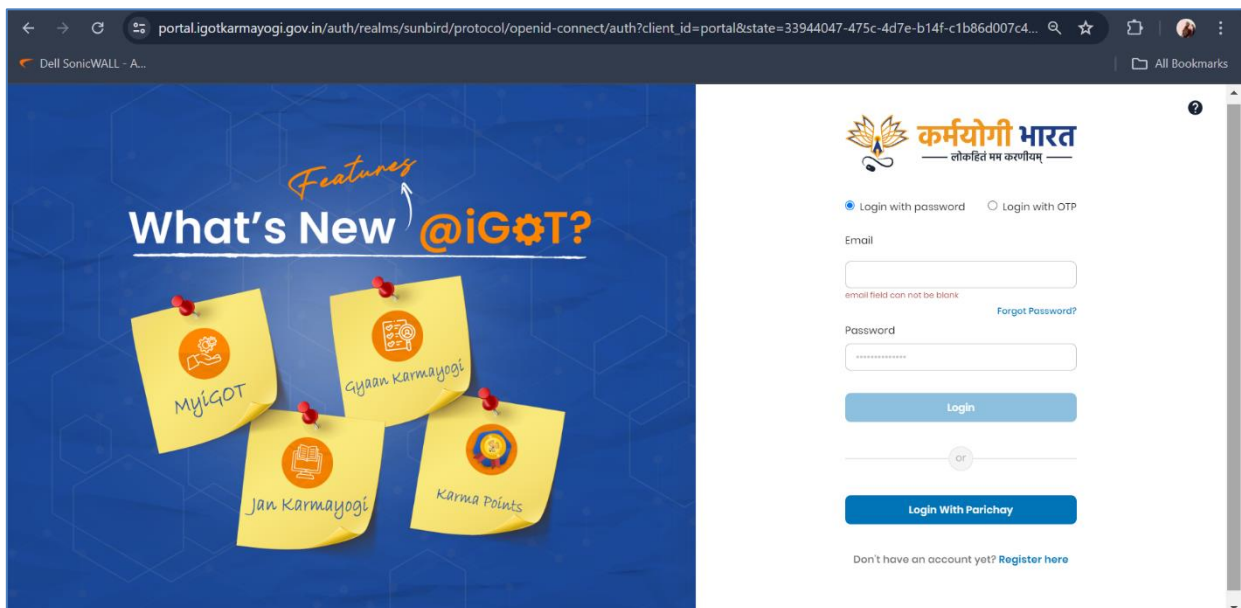 portal.igotkarmayogi.gov.in/auth/realms/sunbird/protocol/openid-connect/auth?client_id=portal&state=33944047-475c-4d7e-b14f-c1b86d007c4...
Dell SonicWALL - A...
All Bookmarks
Features
What's New @iGOT?
MyiGOT
Gyaan Karmayogi
Jan Karmayogi
Karma Points
कर्मयोगी भारत
लोकहितं मम करणीयम्
Login with password Login with OTP
Email
email field can not be blank
Forgot Password?
Password
**************
Login
or
Login With Parichay
Don't have an account yet? Register here